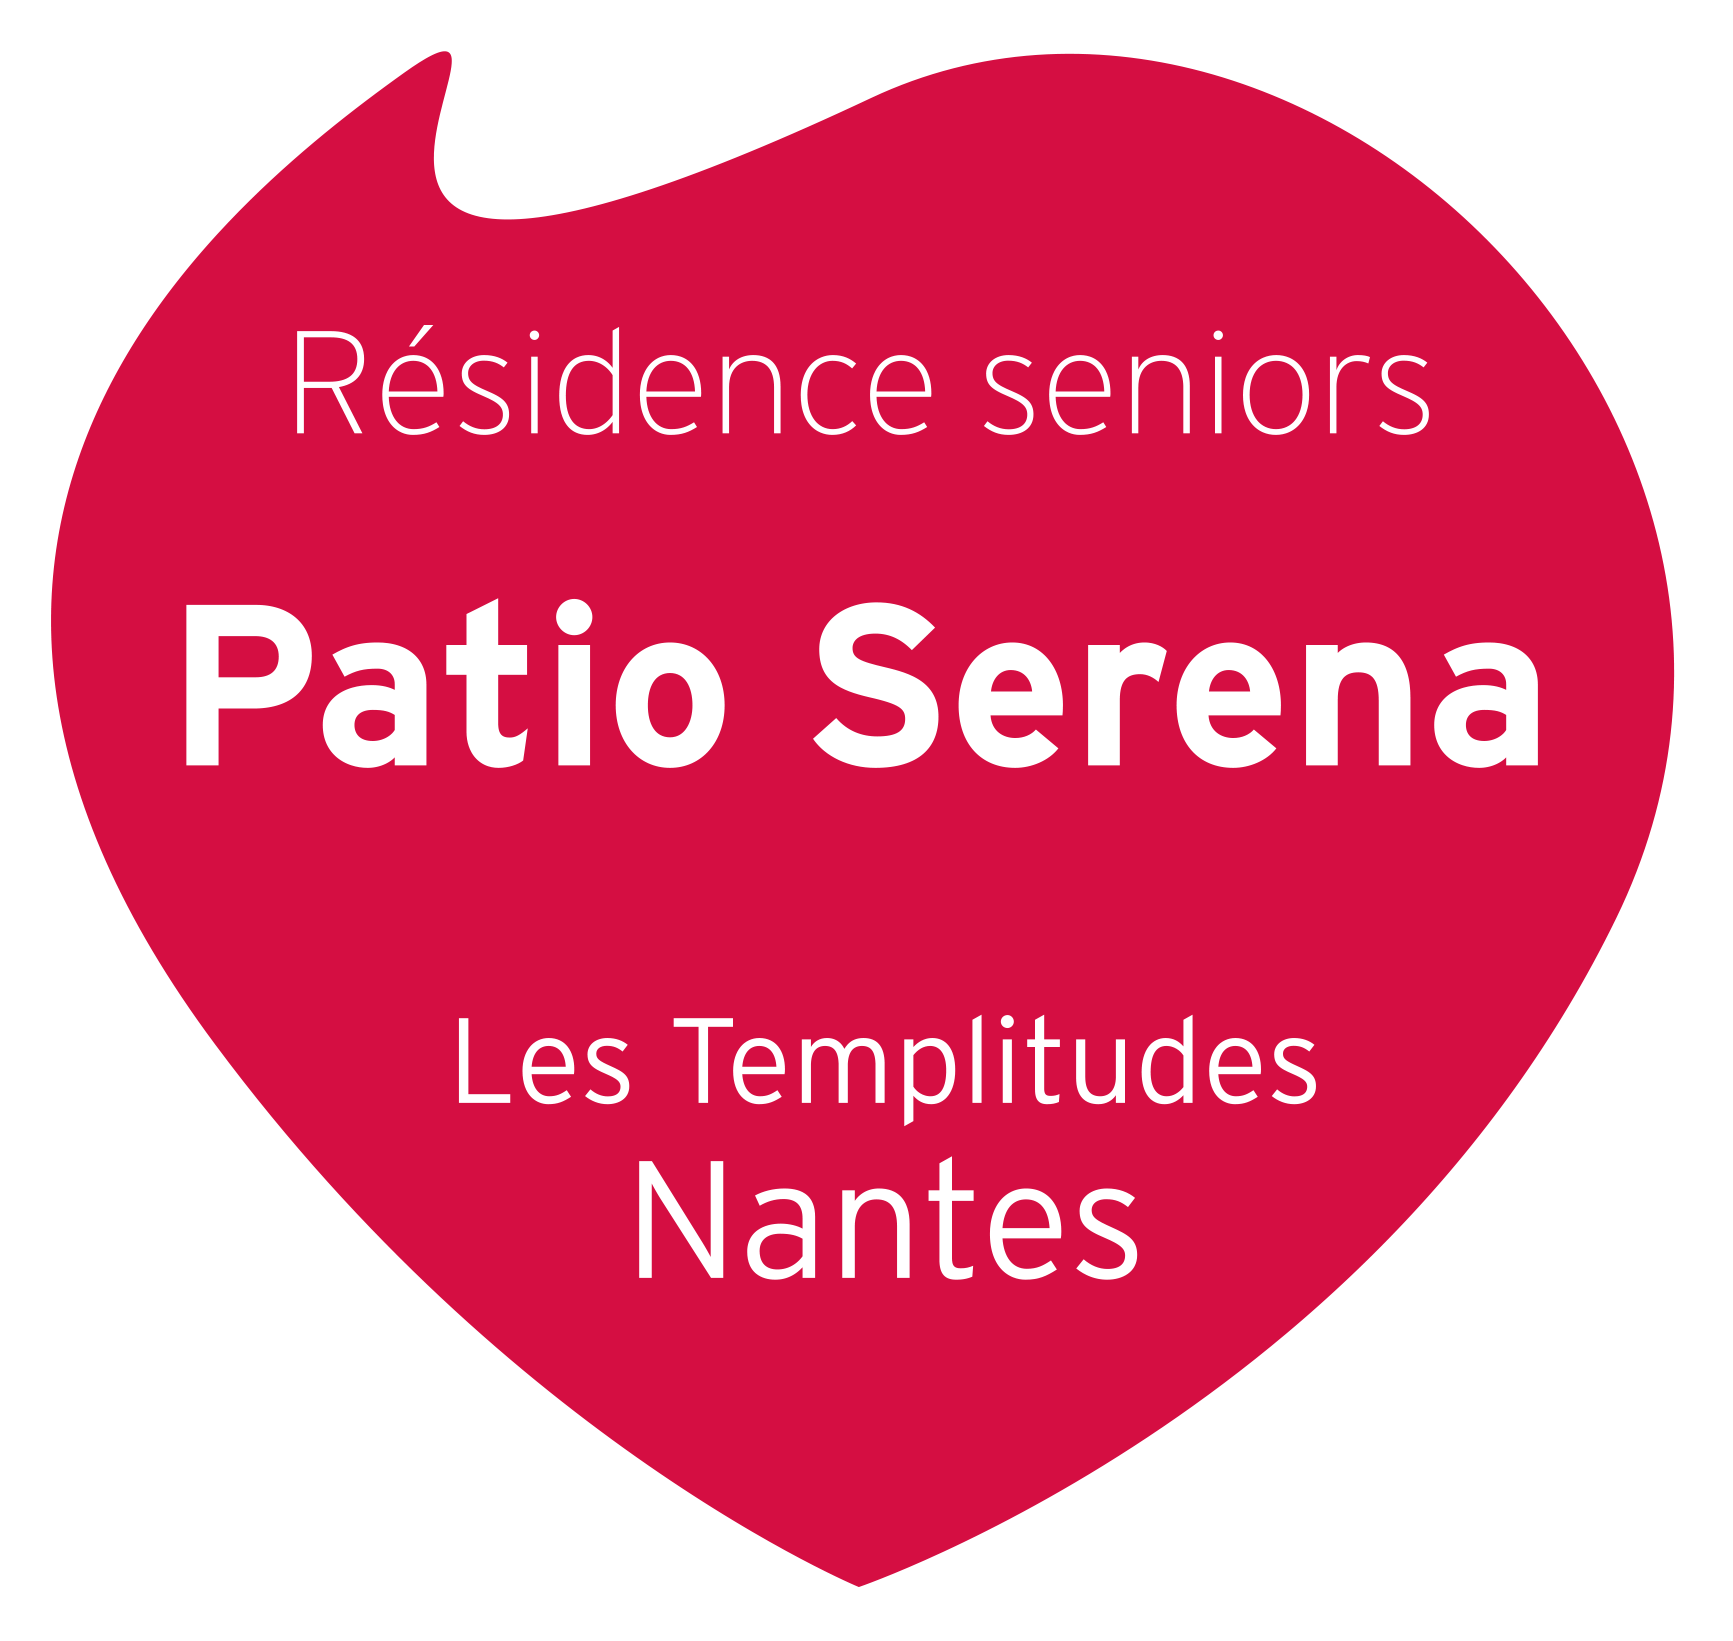 Résidence seniors
Patio Serena
Les Templitudes
Nantes